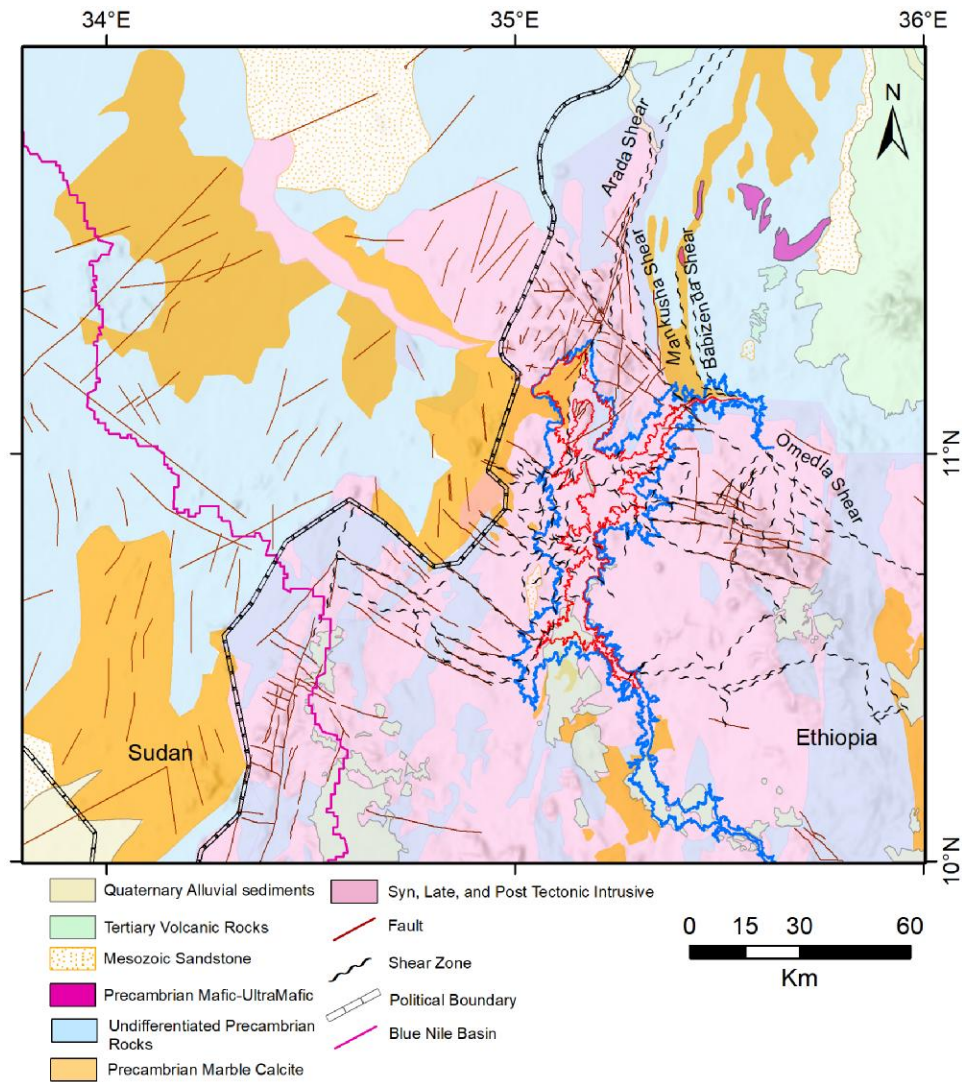 34°E
35°E
36°E
N
Arada Shear
Mankusha Shear
Babizenda Shear
11°N
Omedla Shear
Sudan
Ethiopia
10°N
Quaternary Alluvial sediments
Tertiary Volcanic Rocks
Mesozoic Sandstone
Precambrian Mafic-UltraMafic
Undifferentiated Precambrian
Rocks
Precambrian Marble Calcite
Syn, Late, and Post Tectonic Intrusive
Fault
Shear Zone
Political Boundary
Blue Nile Basin
0 15 30 60
Km